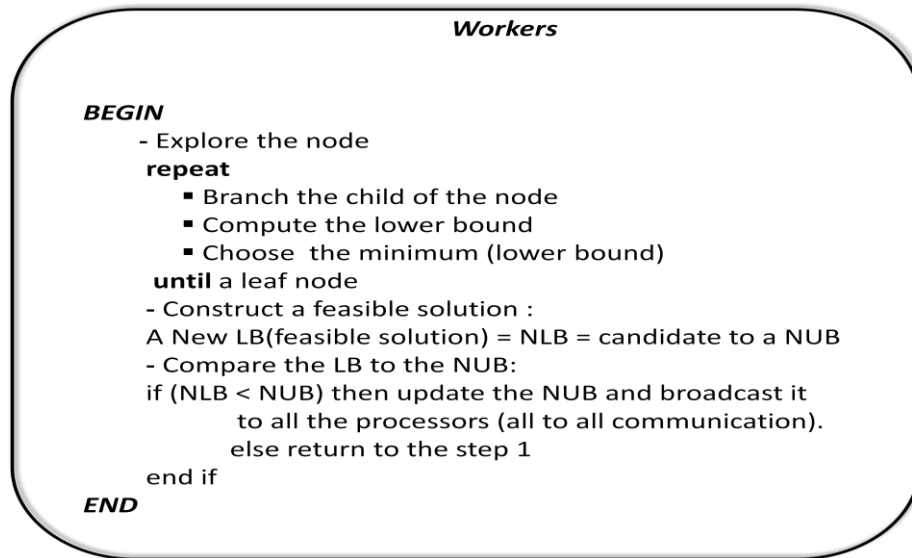 Workers
BEGIN
- Explore the node
repeat
▪ Branch the child of the node
▪ Compute the lower bound
▪ Choose the minimum (lower bound)
until a leaf node
- Construct a feasible solution :
A New LB(feasible solution) = NLB = candidate to a NUB
- Compare the LB to the NUB:
if (NLB < NUB) then update the NUB and broadcast it
to all the processors (all to all communication).
else return to the step 1
end if
END